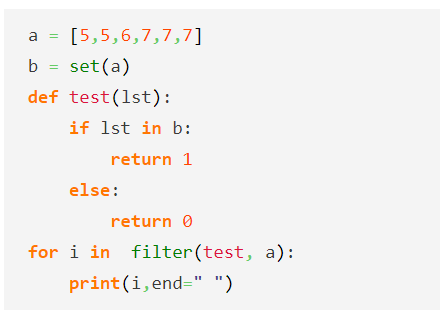 a = [5,5,6,7,7,7]
b = set(a)
def test(lst):
    if lst in b:
        return 1
    else:
        return 0
for i in  filter(test, a):
    print(i,end=" ")